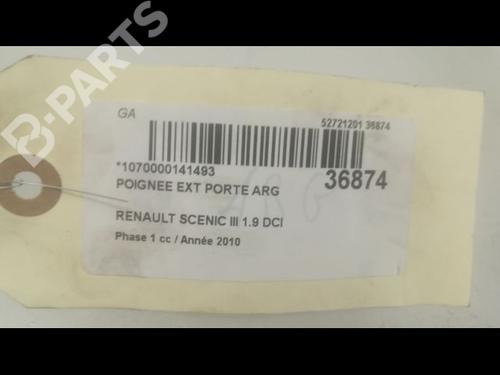 B-PARTS
GA
52721201 36874
*1070000141493
36874
POIGNEE EXT PORTE ARG
ARG
RENAULT SCENIC III 1.9 DCI
Phase 1 cc / Année 2010